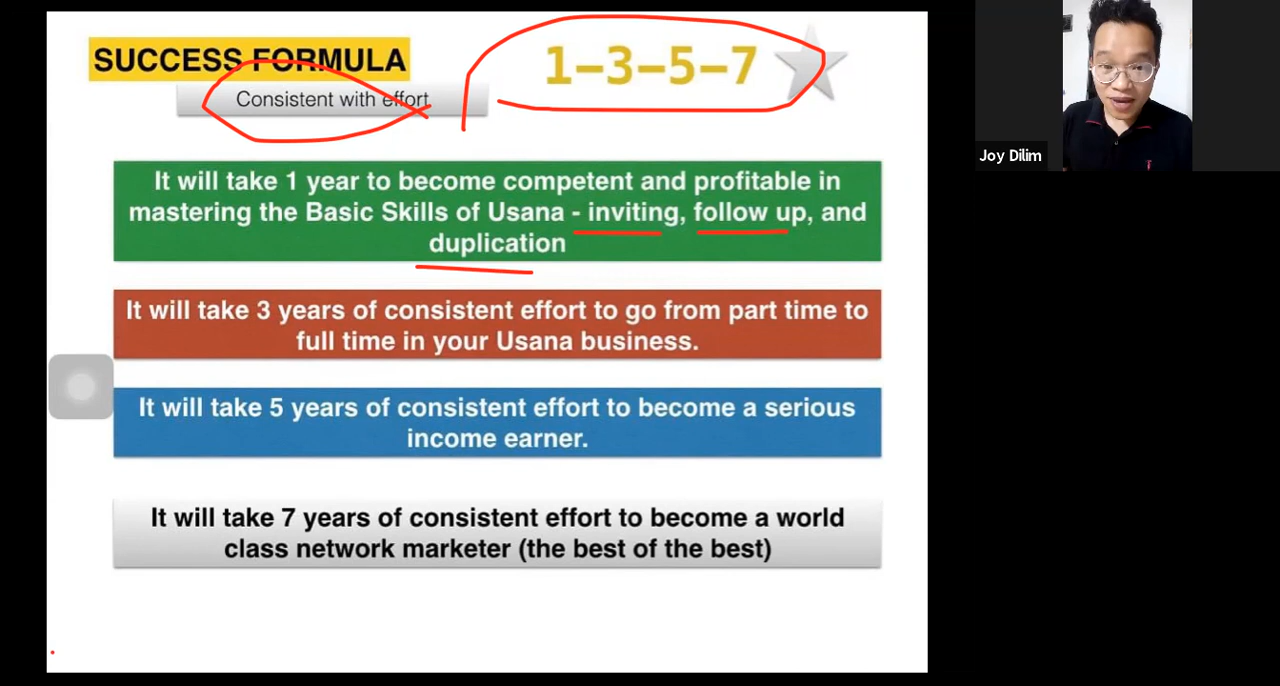 SUCCESS FORMULA
1–3–5–7
Consistent with effort
It will take 1 year to become competent and profitable in
mastering the Basic Skills of Usana - inviting, follow up, and
duplication
It will take 3 years of consistent effort to go from part time to
full time in your Usana business.
It will take 5 years of consistent effort to become a serious
income earner.
It will take 7 years of consistent effort to become a world
class network marketer (the best of the best)
Joy Dilim